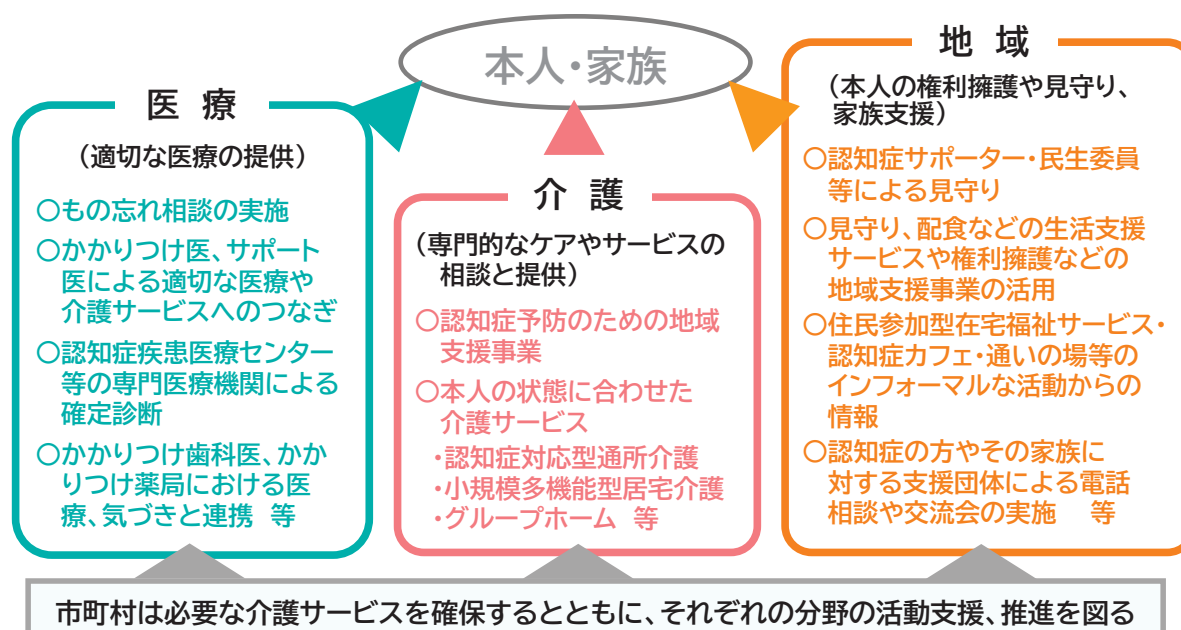 本人・家族
医 療
（適切な医療の提供）
○もの忘れ相談の実施
○かかりつけ医、サポート
医による適切な医療や
介護サービスへのつなぎ
○認知症疾患医療センター
等の専門医療機関による
確定診断
○かかりつけ歯科医、かか
りつけ薬局における医
療、気づきと連携 等
介 護
（専門的なケアやサービスの
相談と提供）
○認知症予防のための地域
支援事業
○本人の状態に合わせた
介護サービス
・認知症対応型通所介護
・小規模多機能型居宅介護
・グループホーム 等
地 域
（本人の権利擁護や見守り、
家族支援）
○認知症サポーター・民生委員
等による見守り
○見守り、配食などの生活支援
サービスや権利擁護などの
地域支援事業の活用
○住民参加型在宅福祉サービス・
認知症カフェ・通いの場等の
インフォーマルな活動からの
情報
○認知症の方やその家族に
対する支援団体による電話
相談や交流会の実施 等
市町村は必要な介護サービスを確保するとともに、それぞれの分野の活動支援、推進を図る